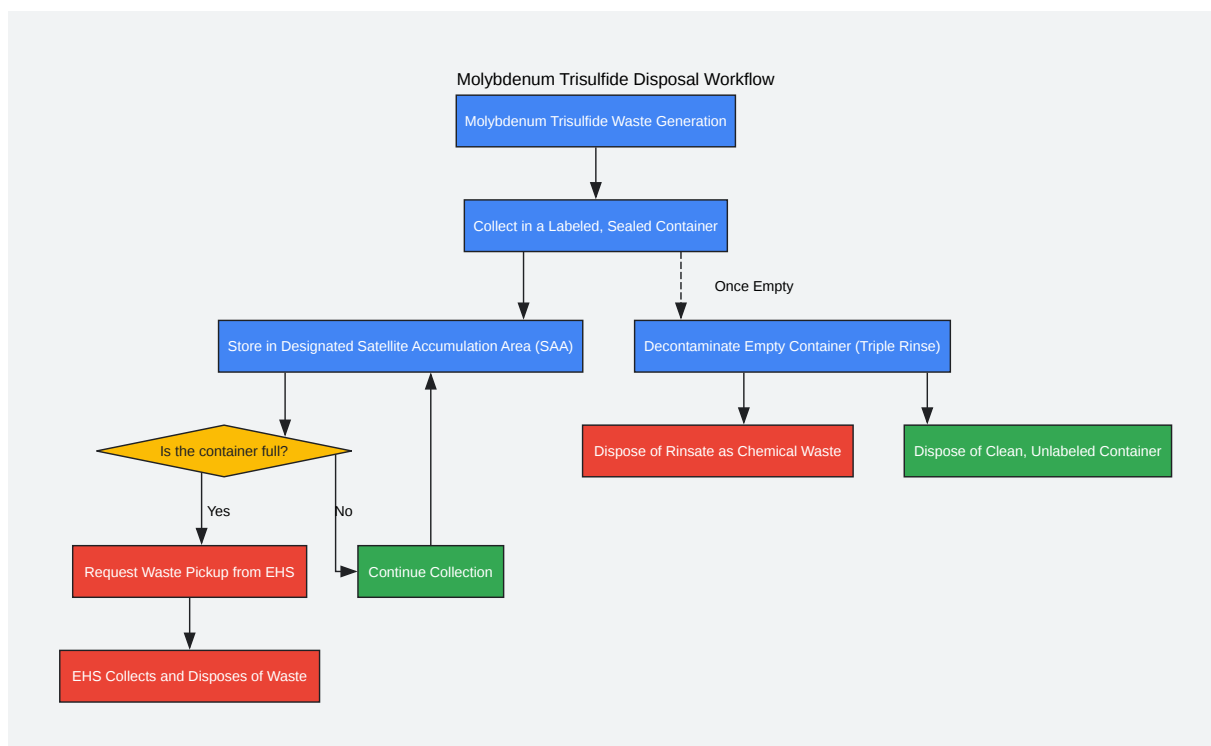 Molybdenum Trisulfide Disposal Workflow
Molybdenum Trisulfide Waste Generation
Collect in a Labeled, Sealed Container
Once Empty
Store in Designated Satellite Accumulation Area (SAA)
Decontaminate Empty Container (Triple Rinse)
Is the container full?
Dispose of Rinsate as Chemical Waste
Dispose of Clean, Unlabeled Container
Yes
No
Request Waste Pickup from EHS
Continue Collection
EHS Collects and Disposes of Waste